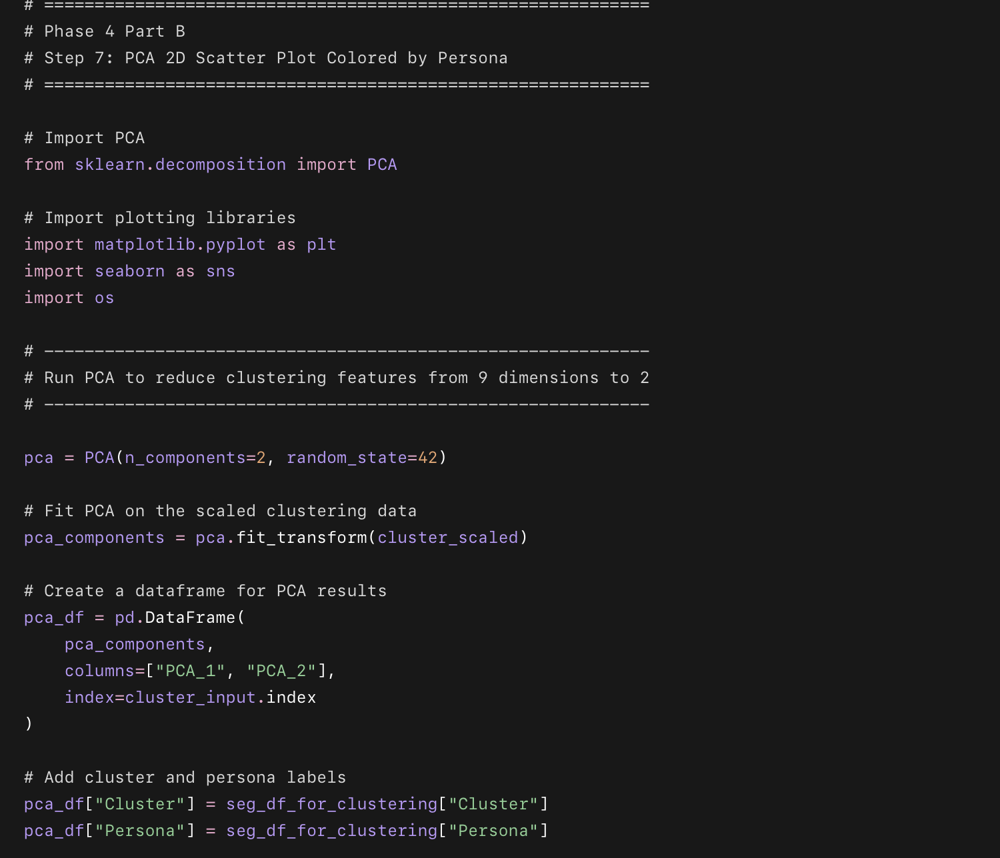 # ============================================================
# Phase 4 Part B
# Step 7: PCA 2D Scatter Plot Colored by Persona
# ============================================================
# Import PCA
from sklearn.decomposition import PCA
# Import plotting libraries
import matplotlib.pyplot as plt
import seaborn as sns
import os
# ------------------------------------------------------------
# Run PCA to reduce clustering features from 9 dimensions to 2
# ------------------------------------------------------------
pca = PCA(n_components=2, random_state=42)
# Fit PCA on the scaled clustering data
pca_components = pca.fit_transform(cluster_scaled)
# Create a dataframe for PCA results
pca_df = pd.DataFrame(
    pca_components,
    columns=["PCA_1", "PCA_2"],
    index=cluster_input.index
)
# Add cluster and persona labels
pca_df["Cluster"] = seg_df_for_clustering["Cluster"]
pca_df["Persona"] = seg_df_for_clustering["Persona"]